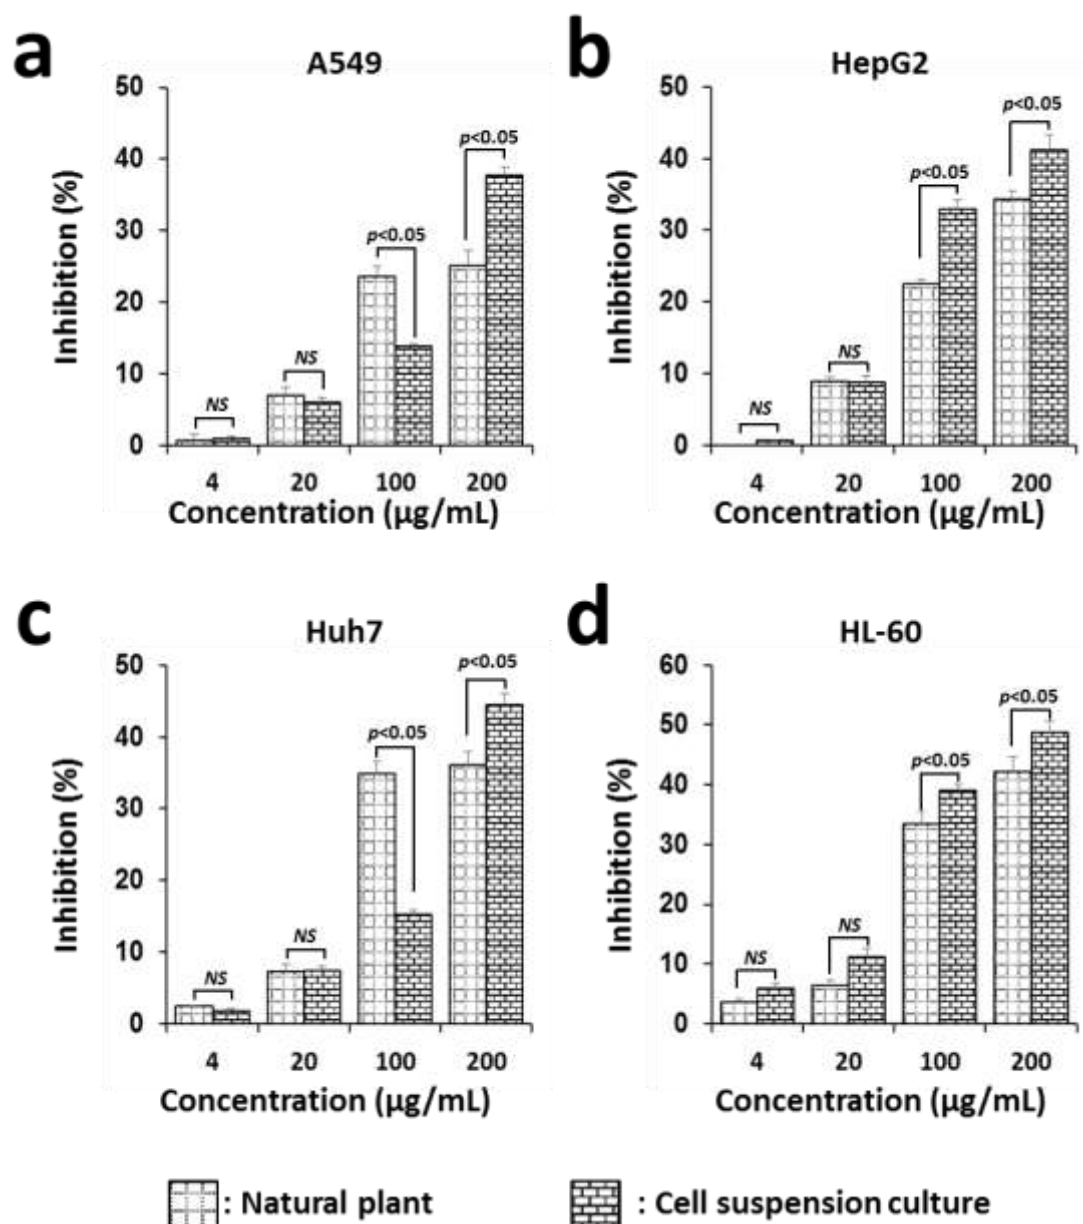 a
A549
50
40
30
20
10
0
Inhibition (%)
NS
NS
p<0.05
p<0.05
4
20
100
200
Concentration (µg/mL)
b
HepG2
50
40
30
20
10
0
Inhibition (%)
NS
NS
p<0.05
p<0.05
4
20
100
200
Concentration (µg/mL)
c
Huh7
50
40
30
20
10
0
Inhibition (%)
NS
NS
p<0.05
p<0.05
4
20
100
200
Concentration (µg/mL)
d
HL-60
60
50
40
30
20
10
0
Inhibition (%)
NS
NS
p<0.05
p<0.05
4
20
100
200
Concentration (µg/mL)
: Natural plant
: Cell suspension culture